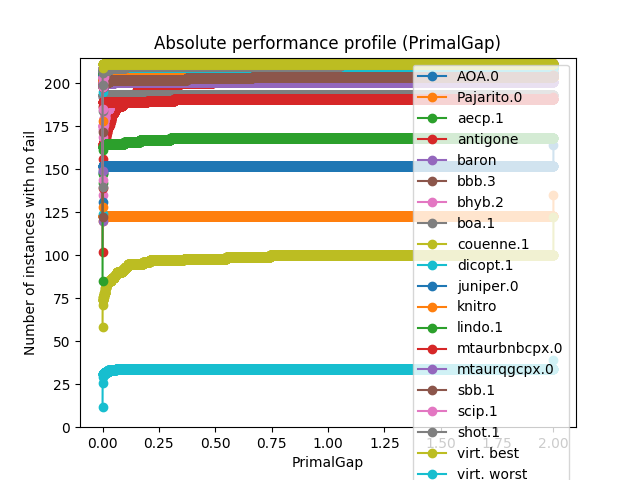 Absolute performance profile (PrimalGap)
Number of instances with no fail
200
175
150
125
100
75
50
25
0
0.00 0.25 0.50 0.75 1.00 1.25 1.50 1.75 2.00
PrimalGap
AOA.0
Pajarito.0
aecp.1
antigone
baron
bbb.3
bhyb.2
boa.1
couenne.1
dicopt.1
juniper.0
knitro
lindo.1
mtaurbnbcpx.0
mtaurqgcpx.0
sbb.1
scip.1
shot.1
virt. best
virt. worst